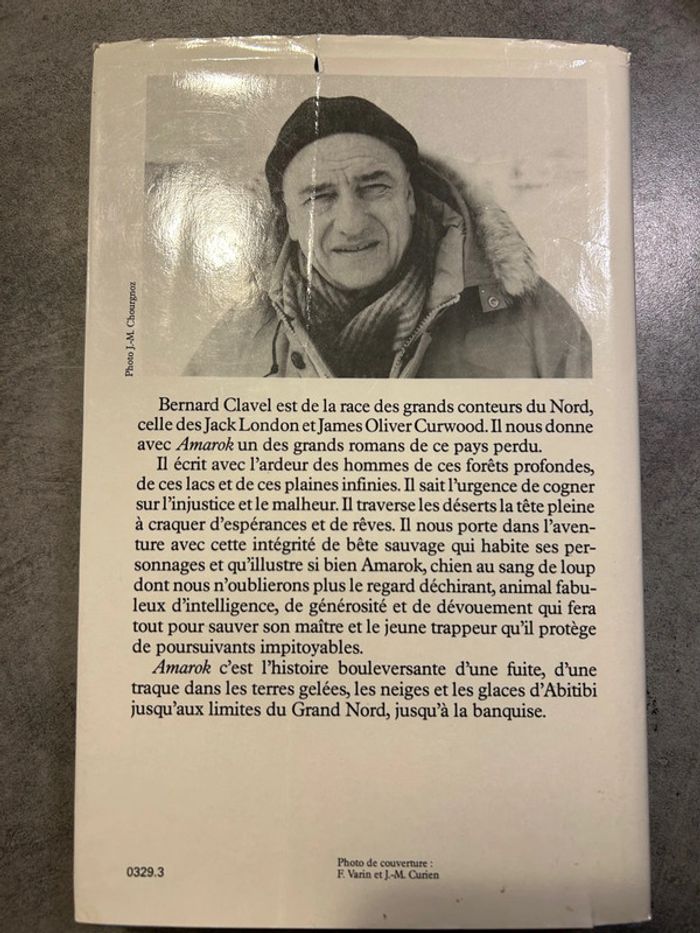 Photo J.-M. Chourgnoz
Bernard Clavel est de la race des grands conteurs du Nord,
celle des Jack London et James Oliver Curwood. Il nous donne
avec Amarok un des grands romans de ce pays perdu.
Il écrit avec l'ardeur des hommes de ces forêts profondes,
de ces lacs et de ces plaines infinies. Il sait l'urgence de cogner
sur l'injustice et le malheur. Il traverse les déserts la tête pleine
à craquer d'espérances et de rêves. Il nous porte dans l'aven-
ture avec cette intégrité de bête sauvage qui habite ses per-
sonnages et qu'illustre si bien Amarok, chien au sang de loup
dont nous n'oublierons plus le regard déchirant, animal fabu-
leux d'intelligence, de générosité et de dévouement qui fera
tout pour sauver son maître et le jeune trappeur qu'il protège
de poursuivants impitoyables.
Amarok c'est l'histoire bouleversante d'une fuite, d'une
traque dans les terres gelées, les neiges et les glaces d'Abitibi
jusqu'aux limites du Grand Nord, jusqu'à la banquise.
0329.3
Photo de couverture :
F. Varin et J.-M. Curien